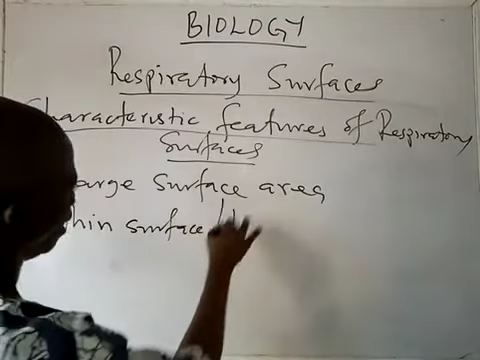 BIOLOGY
Respiratory Surfaces
Characteristic features of Respiratory
Surfaces
arge surface area
hin surface